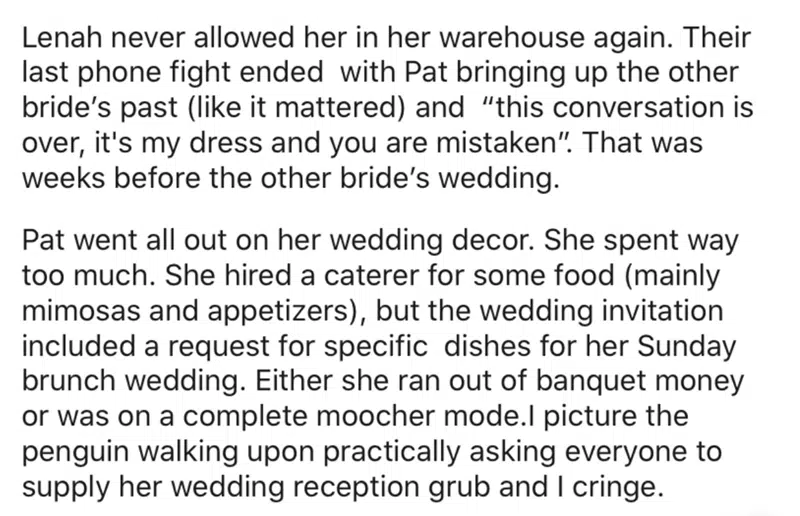 Lenah never allowed her in her warehouse again. Their
last phone fight ended  with Pat bringing up the other
bride’s past (like it mattered) and  “this conversation is
over, it's my dress and you are mistaken”. That was
weeks before the other bride’s wedding.
Pat went all out on her wedding decor. She spent way
too much. She hired a caterer for some food (mainly
mimosas and appetizers), but the wedding invitation
included a request for specific  dishes for her Sunday
brunch wedding. Either she ran out of banquet money
or was on a complete moocher mode.I picture the
penguin walking upon practically asking everyone to
supply her wedding reception grub and I cringe.